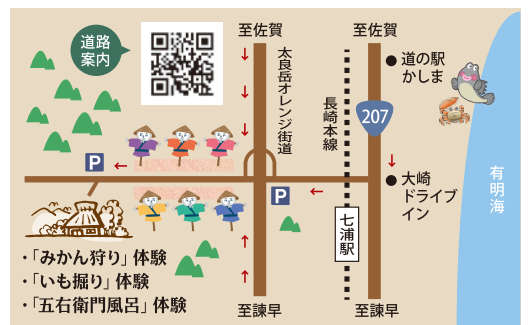 道路
案内
至佐賀
至佐賀
太良岳オレンジ街道
長崎本線
道の駅
かしま
207
P
P
大崎
ドライブ
イン
有明海
七浦駅
・「みかん狩り」体験
・「いも掘り」体験
・「五右衛門風呂」体験
至諫早
至諫早